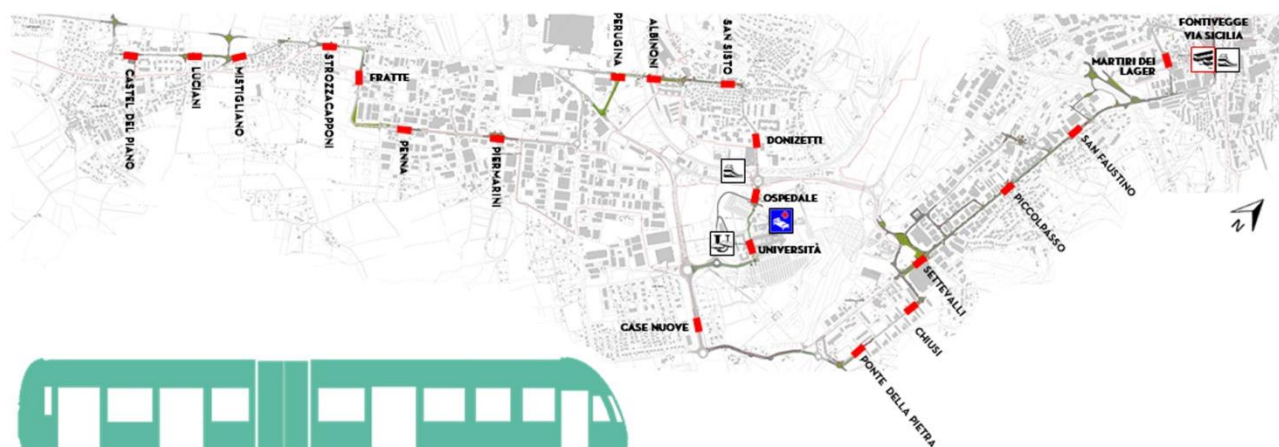 CASTEL DEL PIANO
LUCIANI
MISTIGLIANO
STROZZACAPPONI
FRATTE
PENNA
PIERMARINI
PERUGINA
ALBINONI
SAN SISTO
DONIZETTI
OSPEDALE
U
UNIVERSITÀ
CASE NUOVE
PONTE DELLA PIETRA
CHIUSI
SETTEVALLI
PICCOLPASSO
SAN FAUSTINO
MARTIRI DEI
LAGER
FONTIVEGGE
VIA SICILIA
N